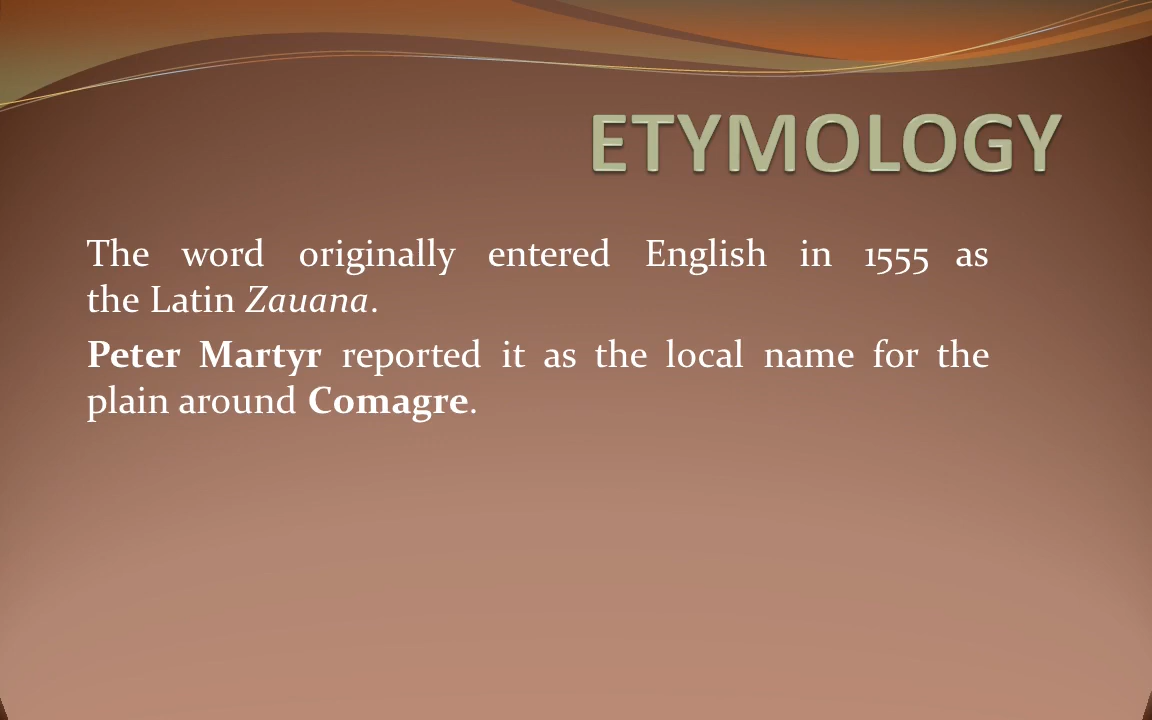 ETYMOLOGY
The word originally entered English in 1555 as
the Latin Zauana.
Peter Martyr reported it as the local name for the
plain around Comagre.